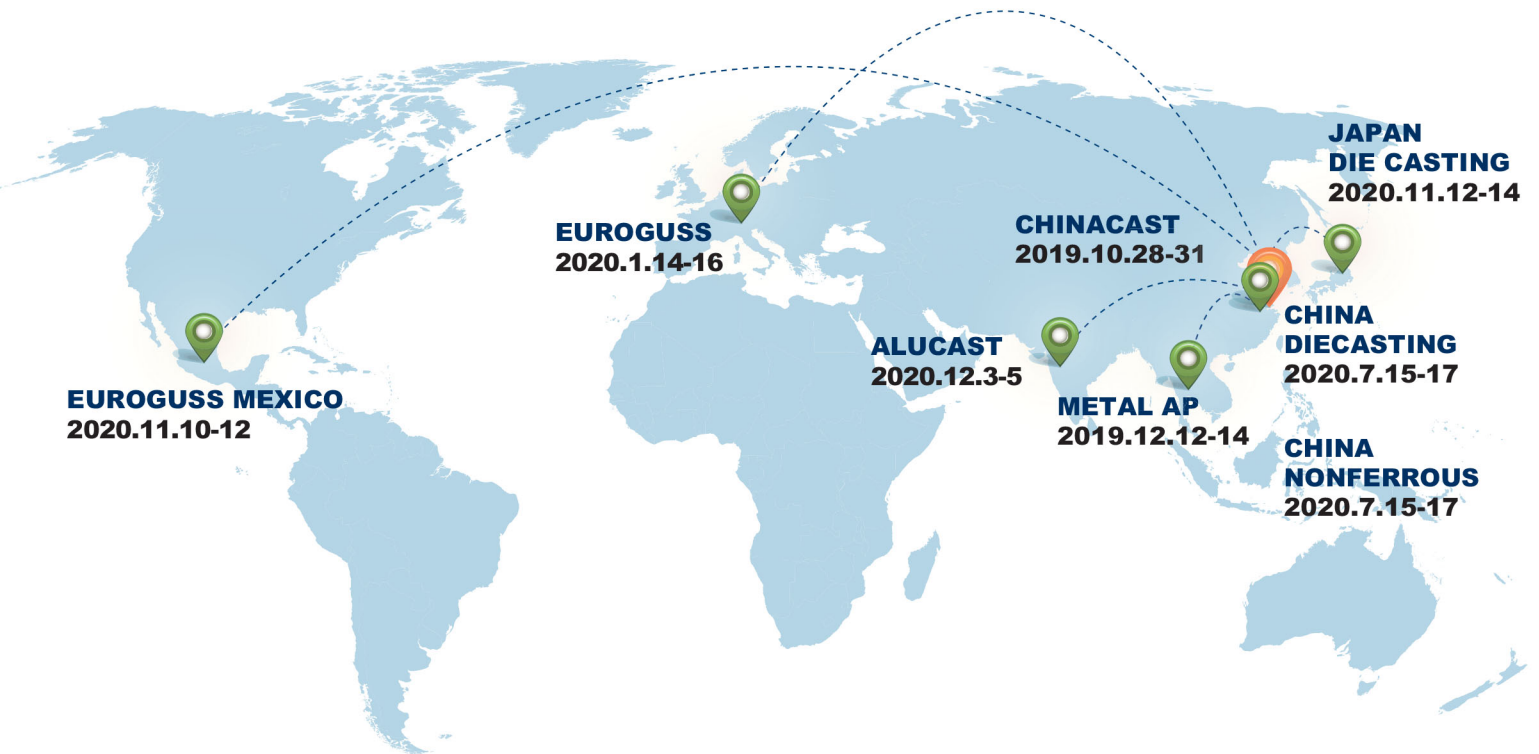 JAPAN
DIE CASTING
2020.11.12-14
CHINACAST
2019.10.28-31
EUROGUSS
2020.1.14-16
CHINA
DIECASTING
2020.7.15-17
ALUCAST
2020.12.3-5
EUROGUSS MEXICO
2020.11.10-12
METAL AP
2019.12.12-14
CHINA
NONFERROUS
2020.7.15-17